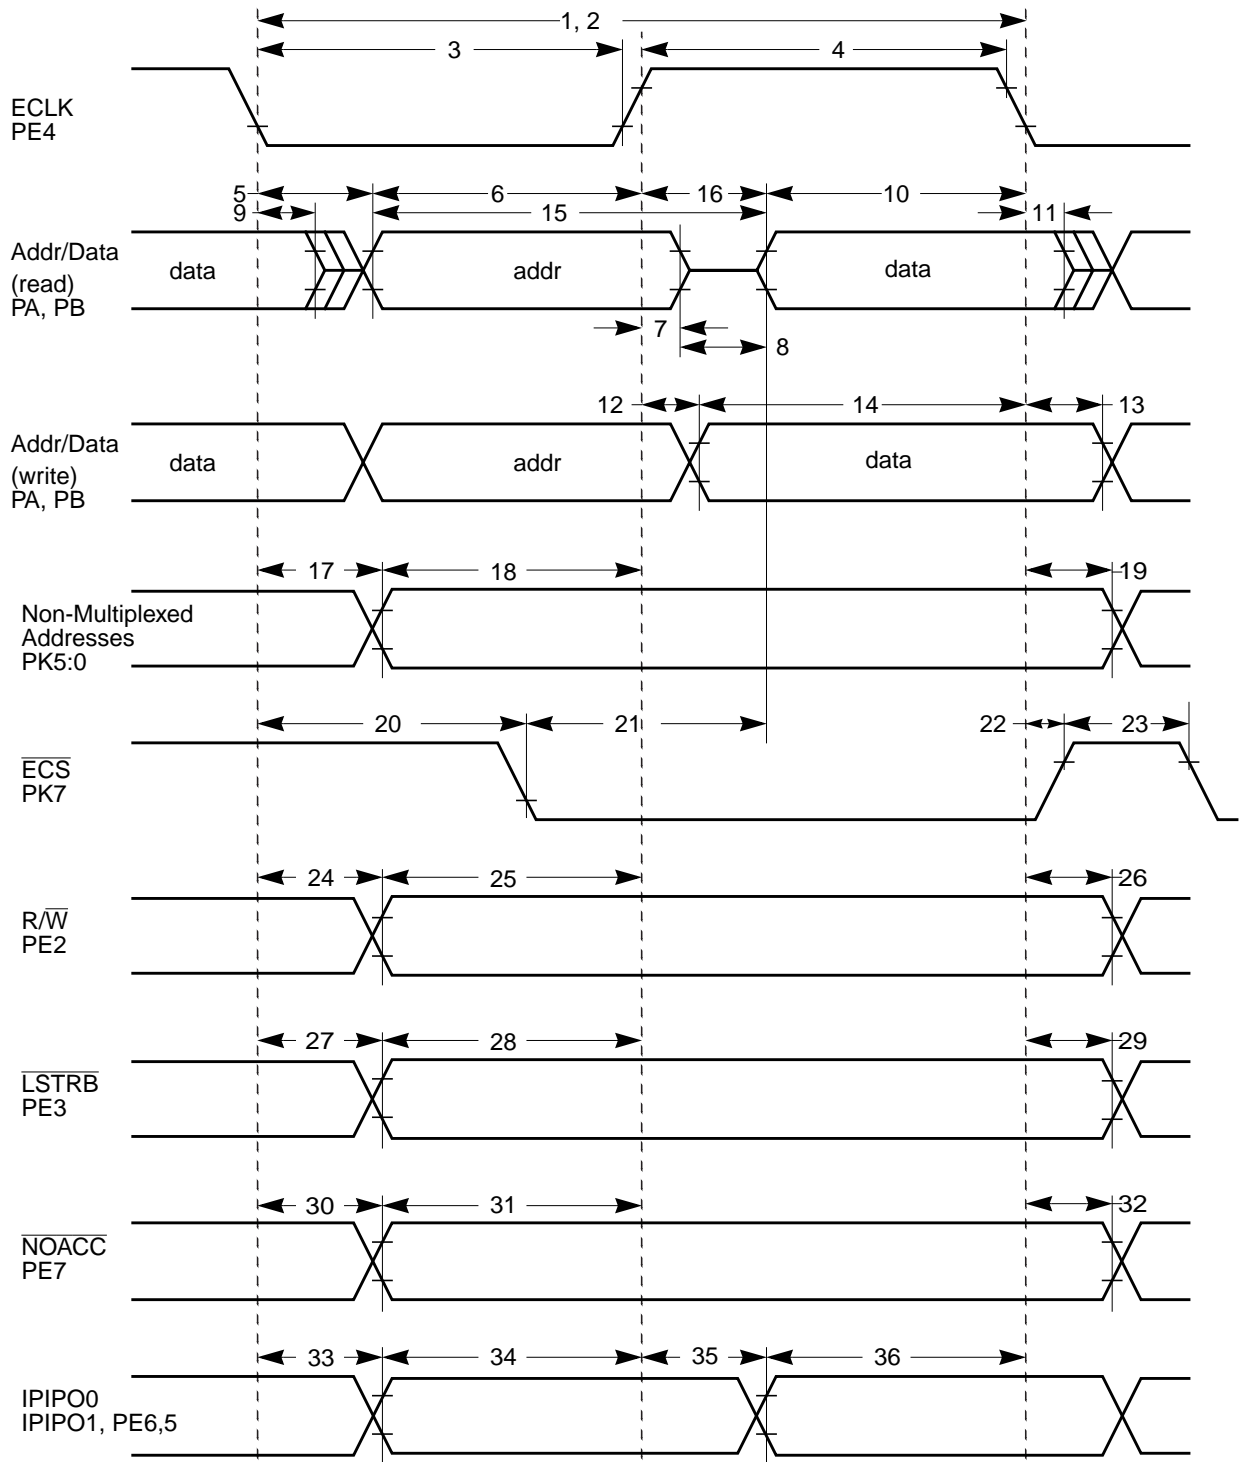 1, 2
3
4
ECLK
PE4
5
6
16
10
9
15
11
Addr/Data
(read)
PA, PB
data
addr
data
7
8
12
14
13
Addr/Data
(write)
PA, PB
data
addr
data
17
18
19
Non-Multiplexed
Addresses
PK5:0
20
21
22
23
ECS
PK7
24
25
26
R/W
PE2
27
28
29
LSTRB
PE3
30
31
32
NOACC
PE7
33
34
35
36
IPIPO0
IPIPO1, PE6,5